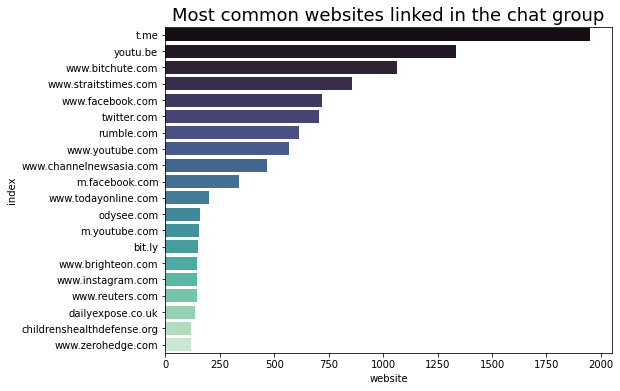 Most common websites linked in the chat group
t.me
youtu.be
www.bitchute.com
www.straitstimes.com
www.facebook.com
twitter.com
rumble.com
www.youtube.com
www.channelnewsasia.com
m.facebook.com
www.todayonline.com
odysee.com
m.youtube.com
bit.ly
www.brighteon.com
www.instagram.com
www.reuters.com
dailyexpose.co.uk
childrenshealthdefense.org
www.zerohedge.com
index
0 250 500 750 1000 1250 1500 1750 2000
website